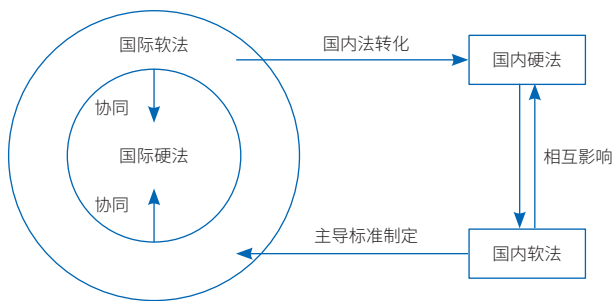 国际软法
国内法转化
国内硬法
协同
国际硬法
相互影响
协同
主导标准制定
国内软法